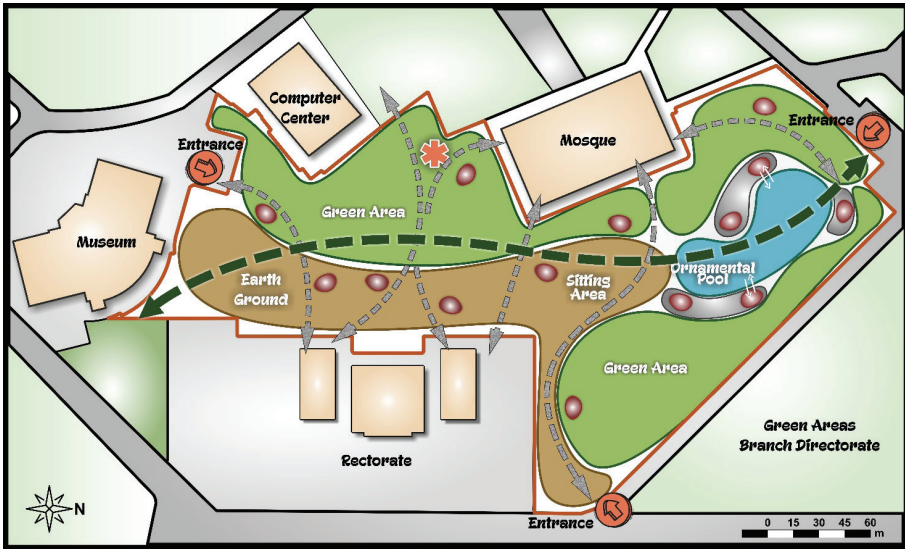 Computer
Center
Entrance
Mosque
Entrance
Green Area
Museum
Earth
Ground
Sitting
Area
Ornamental
Pool
Green Area
Green Areas
Branch Directorate
Rectorate
N
Entrance
0 15 30 45 60
m